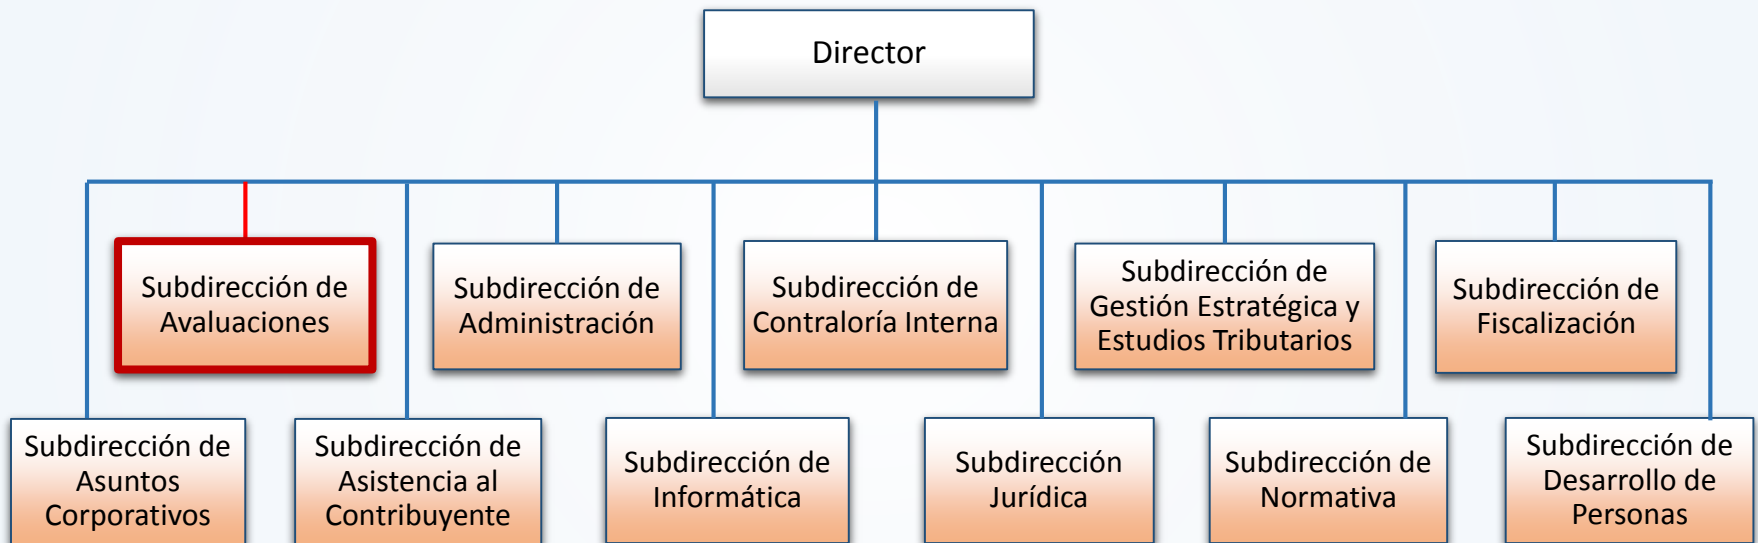 Director
Subdirección de
Avaluaciones
Subdirección de
Administración
Subdirección de
Contraloría Interna
Subdirección de
Gestión Estratégica y
Estudios Tributarios
Subdirección de
Fiscalización
Subdirección de
Asuntos
Corporativos
Subdirección de
Asistencia al
Contribuyente
Subdirección de
Informática
Subdirección
Jurídica
Subdirección de
Normativa
Subdirección de
Desarrollo de
Personas